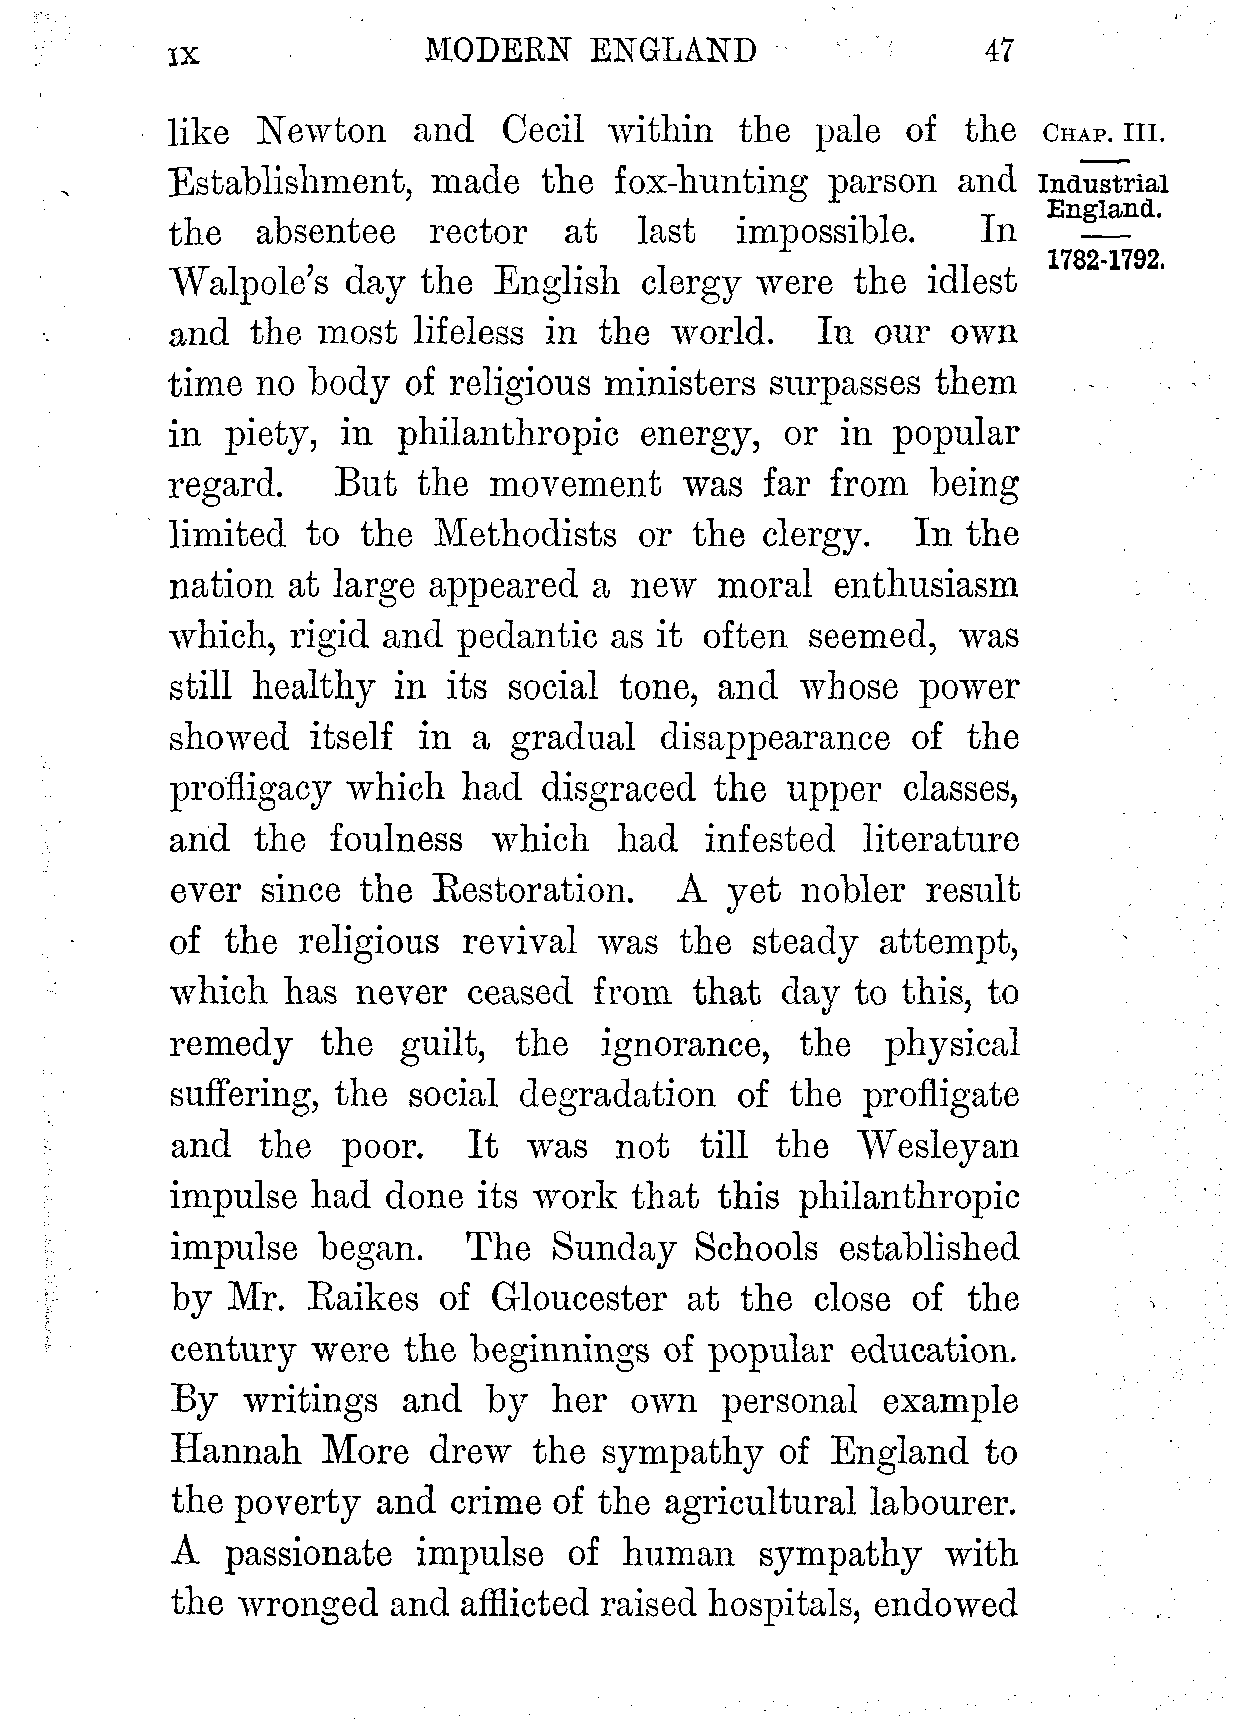 IX MODERN ENGLAND 47
like Newton and Cecil within the pale of the
Establishment, made the fox-hunting parson and
the absentee rector at last impossible. In
Walpole's day the English clergy were the idlest
and the most lifeless in the world. In our own
time no body of religious ministers surpasses them
in piety, in philanthropic energy, or in popular
regard. But the movement was far from being
limited to the Methodists or the clergy. In the
nation at large appeared a new moral enthusiasm
which, rigid and pedantic as it often seemed, was
still healthy in its social tone, and whose power
showed itself in a gradual disappearance of the
profligacy which had disgraced the upper classes,
and the foulness which had infested literature
ever since the Restoration. A yet nobler result
of the religious revival was the steady attempt,
which has never ceased from that day to this, to
remedy the guilt, the ignorance, the physical
suffering, the social degradation of the profligate
and the poor. It was not till the Wesleyan
impulse had done its work that this philanthropic
impulse began. The Sunday Schools established
by Mr. Raikes of Gloucester at the close of the
century were the beginnings of popular education.
By writings and by her own personal example
Hannah More drew the sympathy of England to
the poverty and crime of the agricultural labourer.
A passionate impulse of human sympathy with
the wronged and afflicted raised hospitals, endowed
CHAP. III.
Industrial
England.
1782-1792.